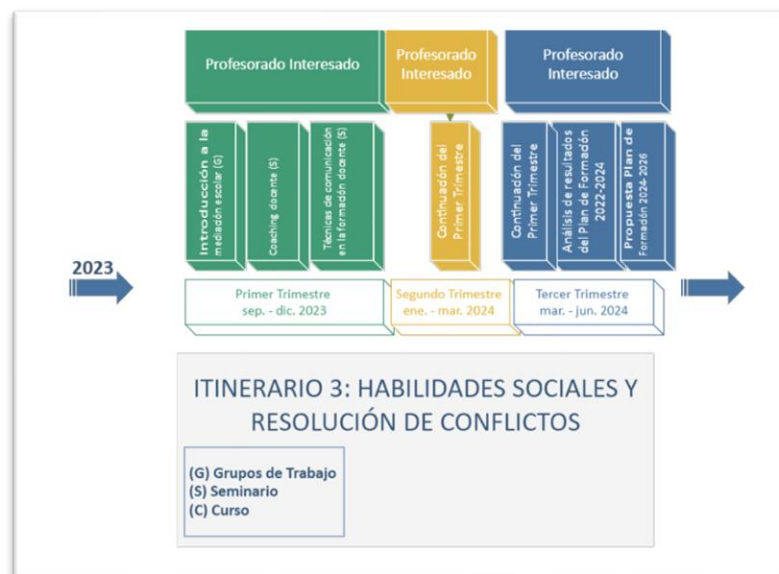 Profesorado Interesado
Profesorado
Interesado
Profesorado
Interesado
Introducción a la
mediación escolar (G)
Coaching docente (S)
Técnicas de comunicación
en la formación docente (S)
Continuación del
Primer Trimestre
Continuación del
Primer Trimestre
Análisis de resultados
del Plan de Formación
2022-2024
Propuesta Plan de
Formación 2024-2026
2023
Primer Trimestre
sep. - dic. 2023
Segundo Trimestre
ene. - mar. 2024
Tercer Trimestre
mar. - jun. 2024
ITINERARIO 3: HABILIDADES SOCIALES Y
RESOLUCIÓN DE CONFLICTOS
(G) Grupos de Trabajo
(S) Seminario
(C) Curso